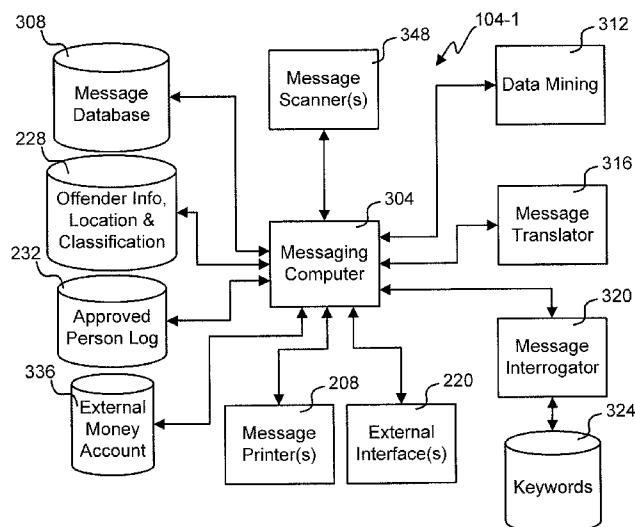 308
Message
Database
228
Offender Info,
Location &
Classification
232
Approved
Person Log
336
External
Money
Account
348
Message
Scanner(s)
104-1
304
Messaging
Computer
208
Message
Printer(s)
220
External
Interface(s)
312
Data Mining
316
Message
Translator
320
Message
Interrogator
324
Keywords